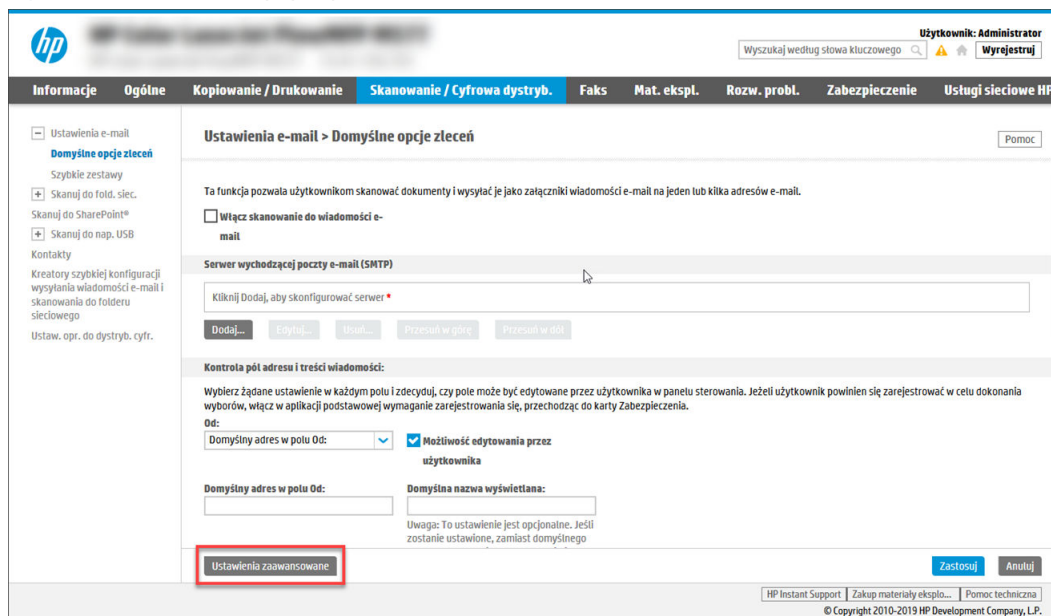 hp
Użytkownik: Administrator
Wyszukaj według słowa kluczowego
Wyrejestruj
Informacje Ogólne Kopiowanie / Drukowanie Skanowanie / Cyfrowa dystryb. Faks Mat. ekspl. Rozw. probl. Zabezpieczenie Usługi sieciowe HP
Ustawienia e-mail
Domyślne opcje zleceń
Szybkie zestawy
Skanuj do fold. siec.
Skanuj do SharePoint®
Skanuj do nap. USB
Kontakty
Kreatory szybkiej konfiguracji
wysyłania wiadomości e-mail i
skanowania do folderu
sieciowego
Ustaw. opr. do dystryb. cyfr.
Ustawienia e-mail > Domyślne opcje zleceń
Pomoc
Ta funkcja pozwala użytkownikom skanować dokumenty i wysyłać je jako załączniki wiadomości e-mail na jeden lub kilka adresów e-mail.
Włącz skanowanie do wiadomości e-
mail
Serwer wychodzącej poczty e-mail (SMTP)
Kliknij Dodaj, aby skonfigurować serwer *
Dodaj... Edytuj... Usuń... Przesuń w górę Przesuń w dół
Kontrola pól adresu i treści wiadomości:
Wybierz żądane ustawienie w każdym polu i zdecyduj, czy pole może być edytowane przez użytkownika w panelu sterowania. Jeżeli użytkownik powinien się zarejestrować w celu dokonania
wyborów, włącz w aplikacji podstawowej wymaganie zarejestrowania się, przechodząc do karty Zabezpieczenia.
Od:
Domyślny adres w polu Od:
Możliwość edytowania przez
użytkownika
Domyślny adres w polu Od: Domyślna nazwa wyświetlana:
Uwaga: To ustawienie jest opcjonalne. Jeśli
zostanie ustawione, zamiast domyślnego
Ustawienia zaawansowane
Zastosuj Anuluj
HP Instant Support Zakup materiały eksplo... Pomoc techniczna
© Copyright 2010-2019 HP Development Company, L.P.